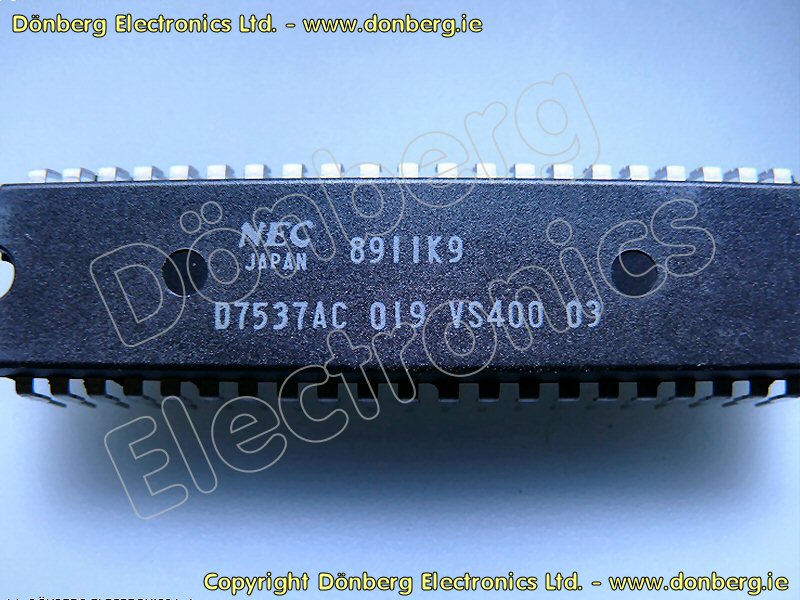 Dönberg Electronics Ltd. - www.donberg.ie
Dönberg
Electronics
NEC
JAPAN
8911K9
D7537AC 019 VS400 03
Copyright Dönberg Electronics Ltd. - www.donberg.ie